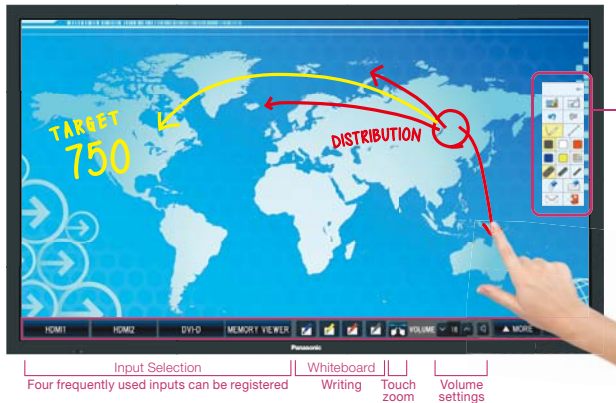 TARGET
750
DISTRIBUTION
HDMI1 HDMI2 DVI-D MEMORY VIEWER VOLUME 18 ▲ MORE
Panasonic
Input Selection Whiteboard
Four frequently used inputs can be registered Writing Touch zoom Volume settings